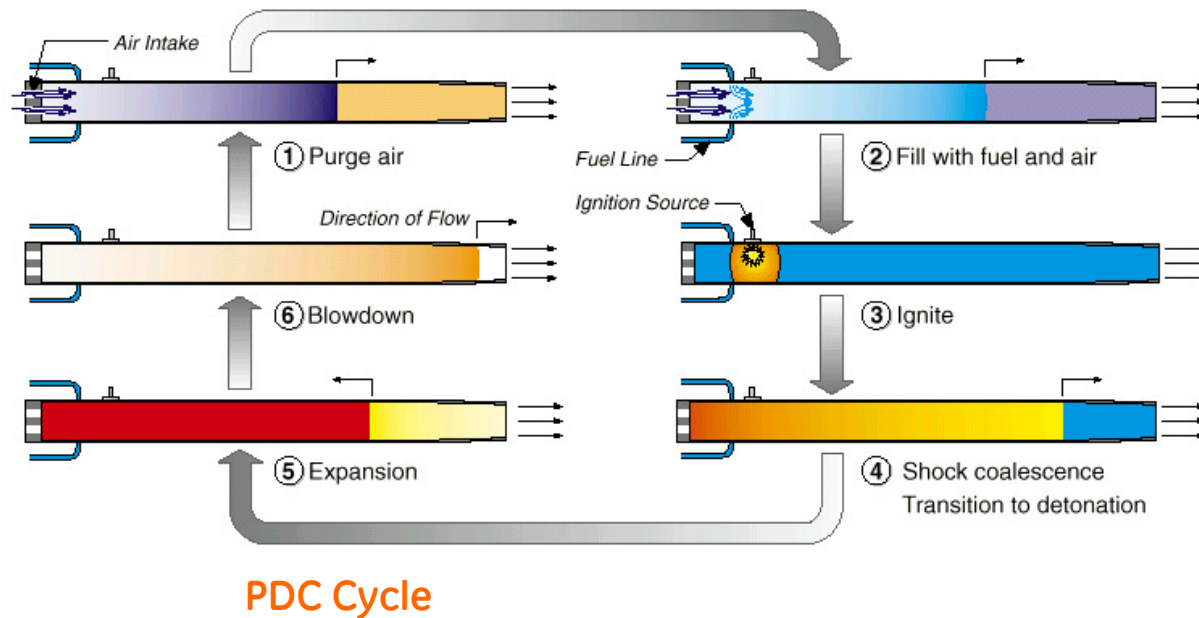 Air Intake
① Purge air
Fuel Line
② Fill with fuel and air
Ignition Source
Direction of Flow
⑥ Blowdown
③ Ignite
⑤ Expansion
④ Shock coalescence
Transition to detonation
PDC Cycle